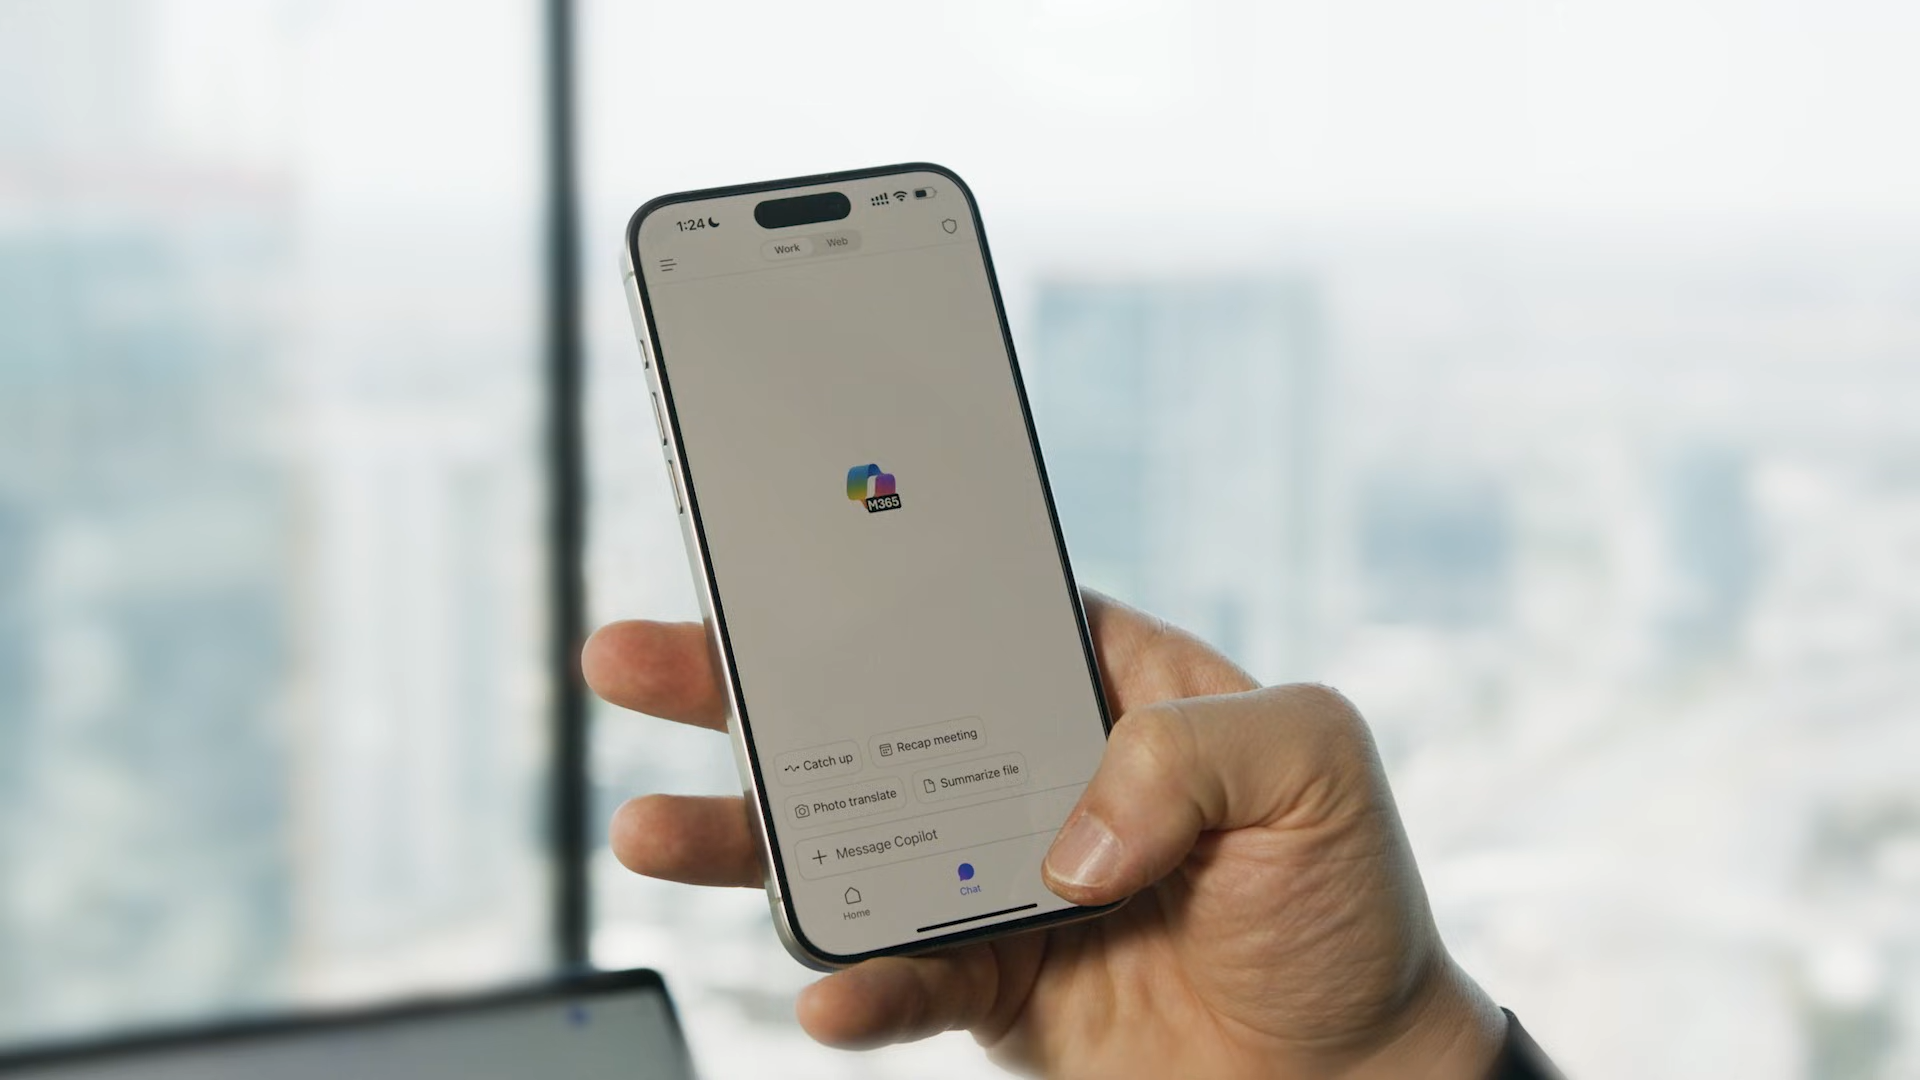 1:24
Work Web
M365
Catch up
Recap meeting
Photo translate
Summarize file
Message Copilot
Home
Chat